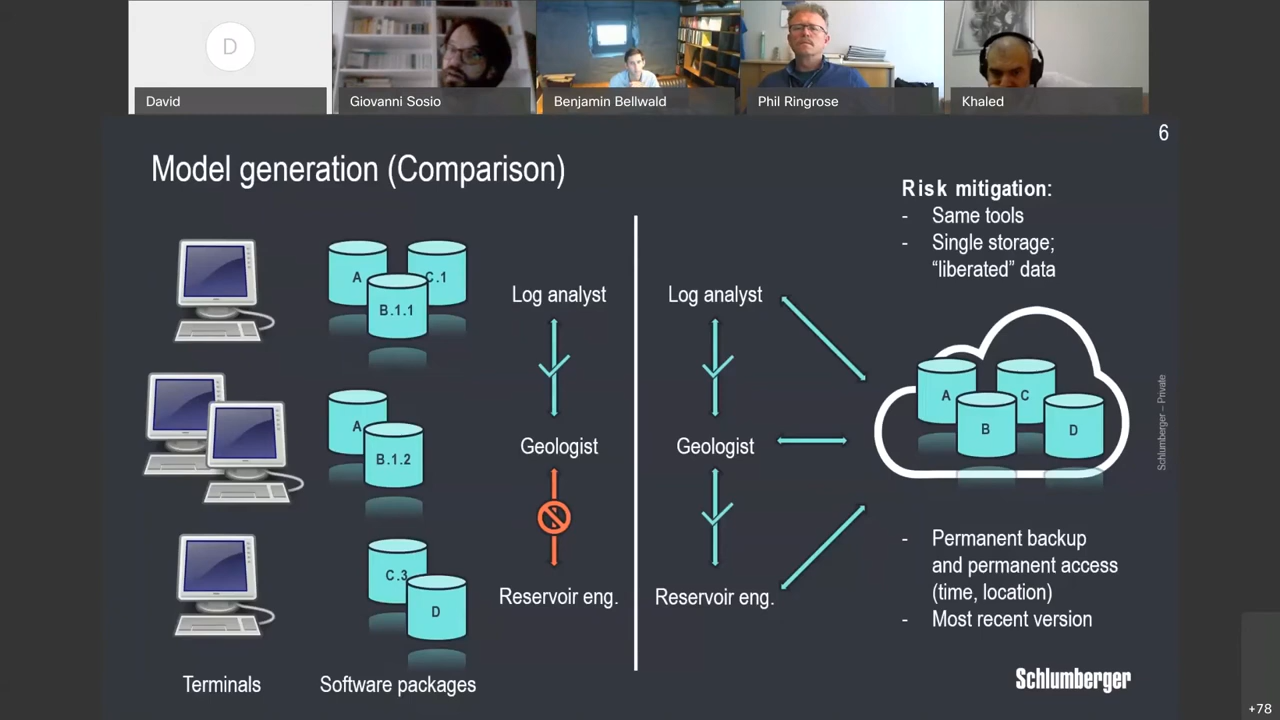 D
David
Giovanni Sosio
Benjamin Bellwald
Phil Ringrose
Khaled
6
Model generation (Comparison)
Risk mitigation:
- Same tools
- Single storage;
"liberated" data
A
C.1
B.1.1
Log analyst
Log analyst
A
C
B
D
A
B.1.2
Geologist
Geologist
Schlumberger – Private
C.3
D
Reservoir eng.
Reservoir eng.
- Permanent backup
and permanent access
(time, location)
- Most recent version
Terminals
Software packages
Schlumberger
+78